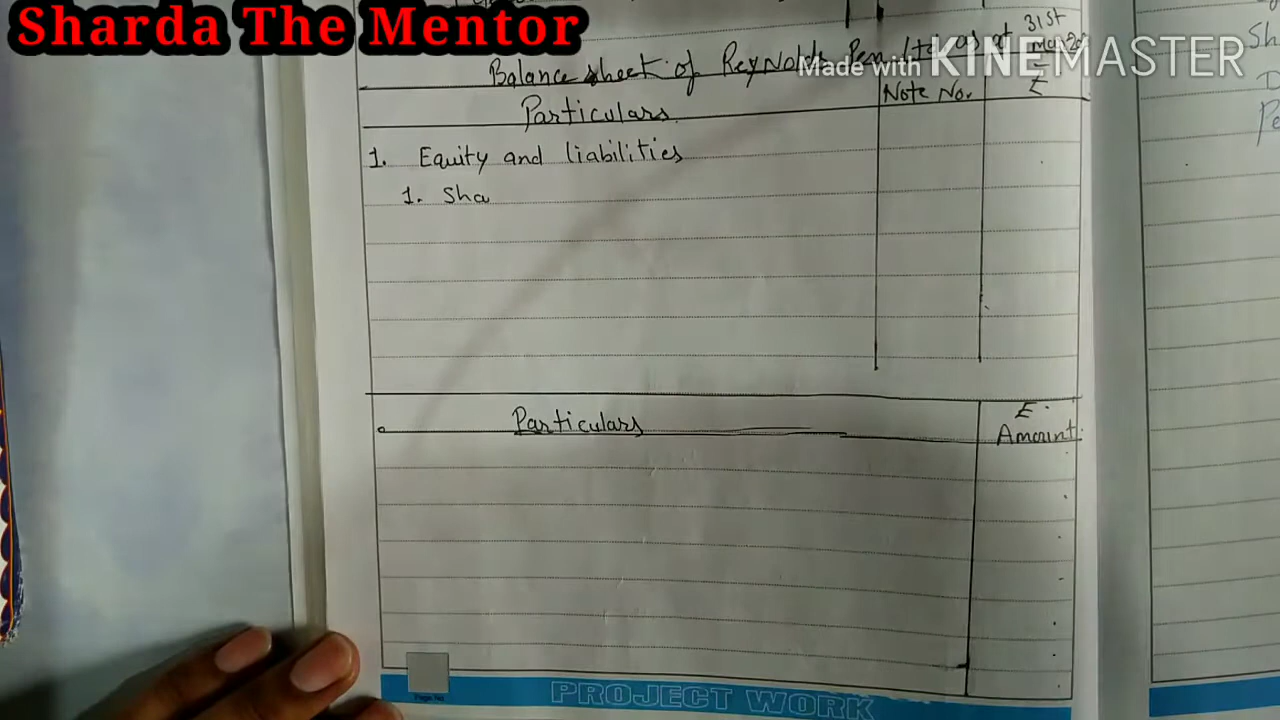 Sharda The Mentor
31st
Balance sheet of Reynolds Pen Ltd as at
Made with KINEMASTER
Particulars Note No. ₹
1. Equity and liabilities
1. Sha
Particulars ₹
Amount
PROJECT WORK